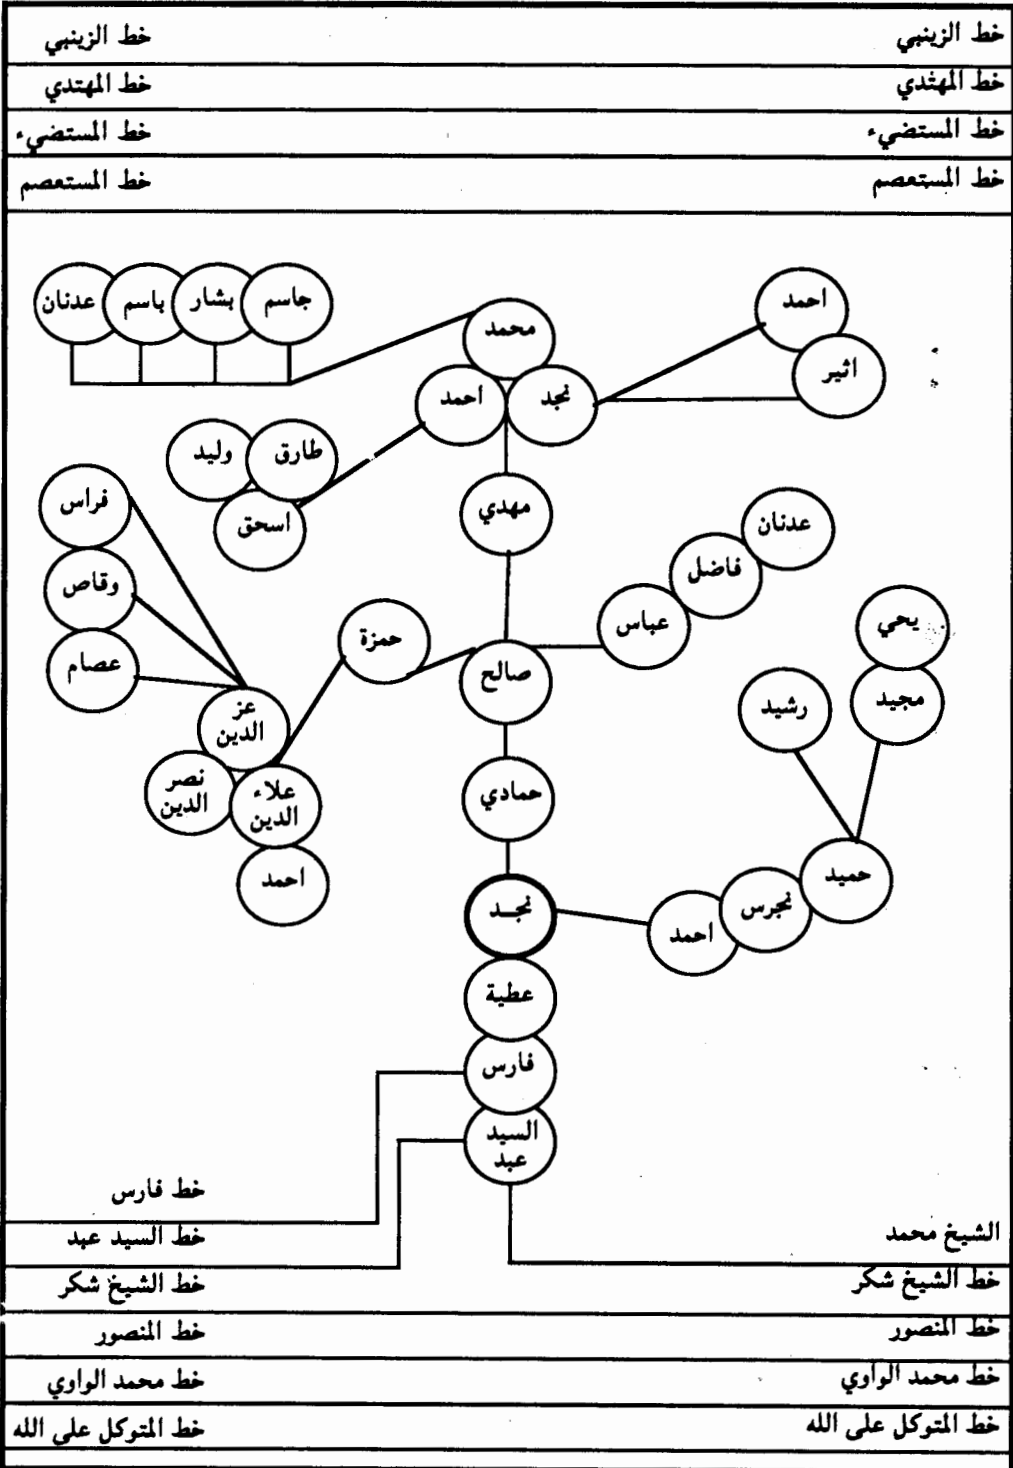 خط الزينبي
خط الزينبي
خط المهتدي
خط المهتدي
خط المستضيء
خط المستضيء
خط المستعصم
خط المستعصم
احمد
اثير
محمد
نجد
احمد
جاسم
بشار
باسم
عدنان
طارق
وليد
اسحق
مهدي
عدنان
فاضل
عباس
يحي
مجيد
رشيد
حميد
نجرس
احمد
صالح
حمزة
فراس
وقاص
عصام
عز
الدين
نصر
الدين
علاء
الدين
احمد
حمادي
نجــد
عطية
فارس
السيد
عبد
خط فارس
الشيخ محمد
خط السيد عبد
خط الشيخ شكر
خط الشيخ شكر
خط المنصور
خط المنصور
خط محمد الواوي
خط محمد الواوي
خط المتوكل على الله
خط المتوكل على الله